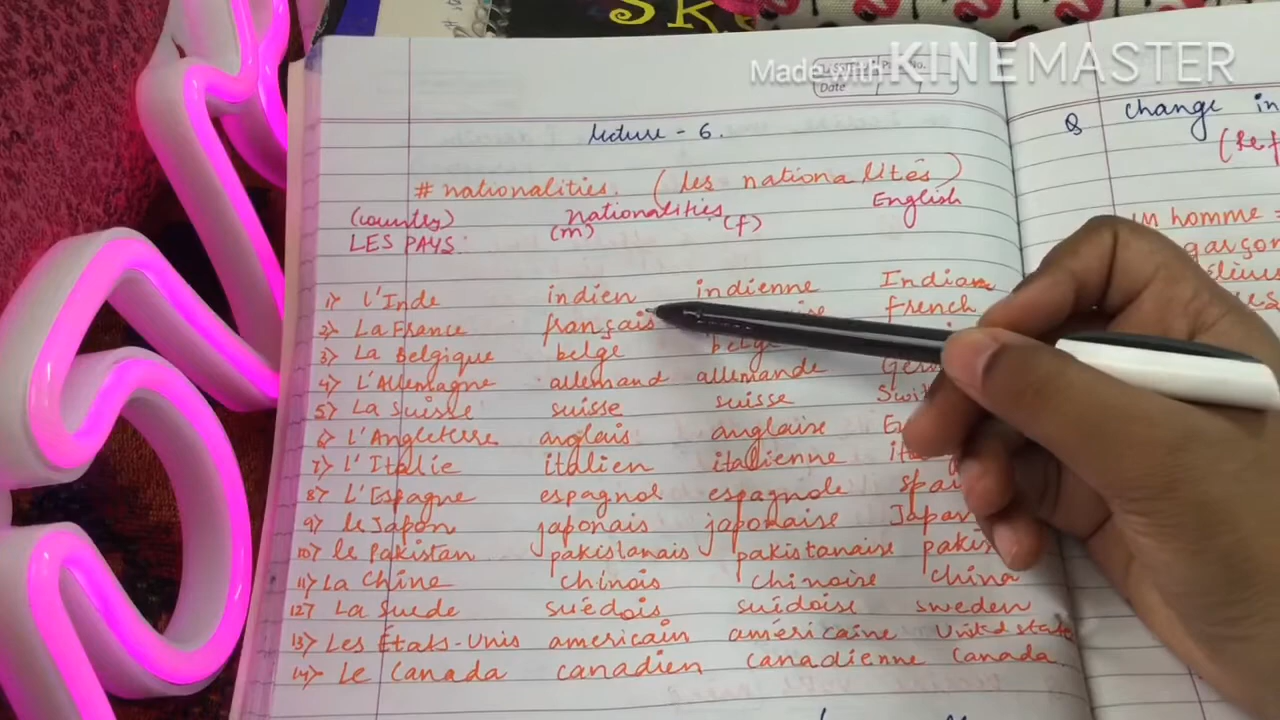 SK
Made with KINEMASTER
Date
Lecture - 6.
# nationalities. (les nationalités)
(country) nationalities English
LES PAYS: (m) (f)
1) L'Inde indien indienne Indian
2) La France français French
3) La Belgique belge
4) L'Allemagne allemand allemande
5) La Suisse suisse suisse
6) L'Angleterre anglais anglaise
7) L'Italie italien italienne
8) L'Espagne espagnol espagnole
9) Le Japon japonais japonaise
10) Le Pakistan pakistanais pakistanaise
11) La Chine chinois chinoise China
12) La Suede suédois suédoise sweden
13) Les États-Unis americain américaine United State
14) Le Canada canadien canadienne Canada
Q change in
un homme =